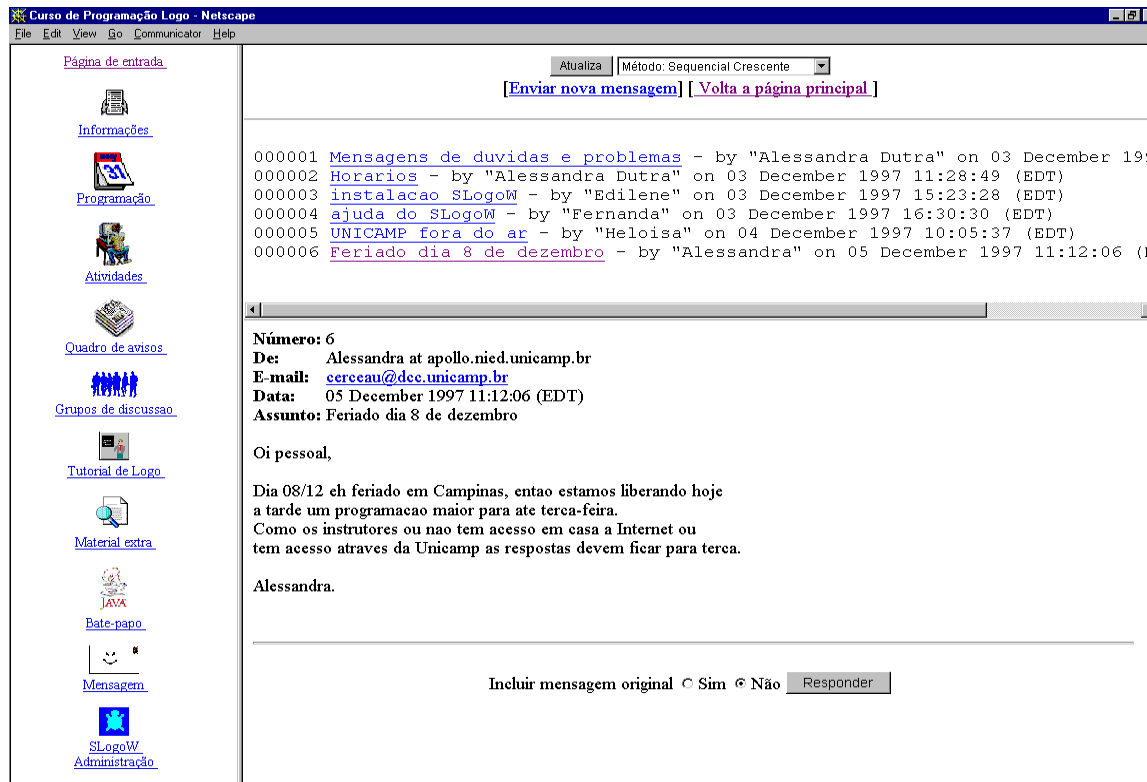 Curso de Programação Logo - Netscape
File Edit View Go Communicator Help
Página de entrada
Informações
Programação
Atividades
Quadro de avisos
Grupos de discussao
Tutorial de Logo
Material extra
JAVA
Bate-papo
Mensagem
SLogoW
Administração
Atualiza Método: Sequencial Crescente
[Enviar nova mensagem] [ Volta a página principal ]
000001 Mensagens de duvidas e problemas - by "Alessandra Dutra" on 03 December
000002 Horarios - by "Alessandra Dutra" on 03 December 1997 11:28:49 (EDT)
000003 instalacao SLogoW - by "Edilene" on 03 December 1997 15:23:28 (EDT)
000004 ajuda do SLogoW - by "Fernanda" on 03 December 1997 16:30:30 (EDT)
000005 UNICAMP fora do ar - by "Heloisa" on 04 December 1997 10:05:37 (EDT)
000006 Feriado dia 8 de dezembro - by "Alessandra" on 05 December 1997 11:12:06
Número: 6
De: Alessandra at apollo.nied.unicamp.br
E-mail: cerceau@dcc.unicamp.br
Data: 05 December 1997 11:12:06 (EDT)
Assunto: Feriado dia 8 de dezembro
Oi pessoal,
Dia 08/12 eh feriado em Campinas, entao estamos liberando hoje
a tarde um programacao maior para ate terca-feira.
Como os instrutores ou nao tem acesso em casa a Internet ou
tem acesso atraves da Unicamp as respostas devem ficar para terca.
Alessandra.
Incluir mensagem original Sim Não Responder